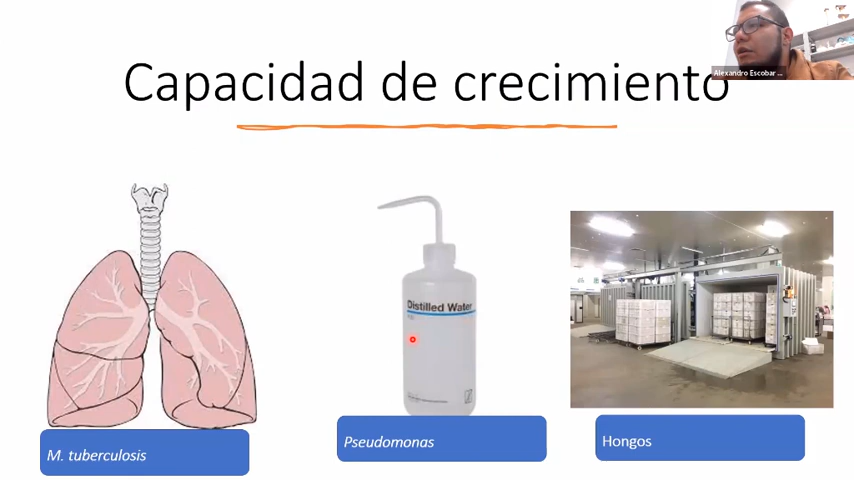 Capacidad de crecimiento
Alexandro Escobar ...
Distilled Water
M. tuberculosis
Pseudomonas
Hongos